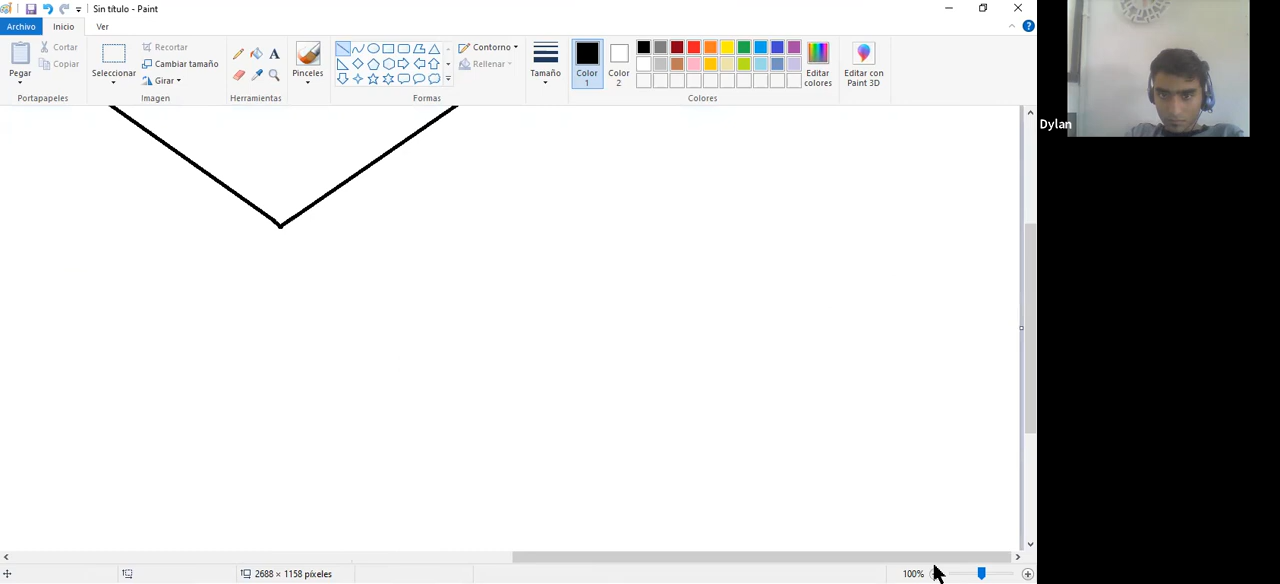 Sin título - Paint
Archivo Inicio Ver
Pegar
Cortar
Copiar
Portapapeles
Seleccionar
Recortar
Cambiar tamaño
Girar
Imagen
Herramientas
Pinceles
Contorno
Rellenar
Formas
Tamaño
Color
1
Color
2
Editar
colores
Colores
Editar con
Paint 3D
Dylan
2688 × 1158 píxeles
100%